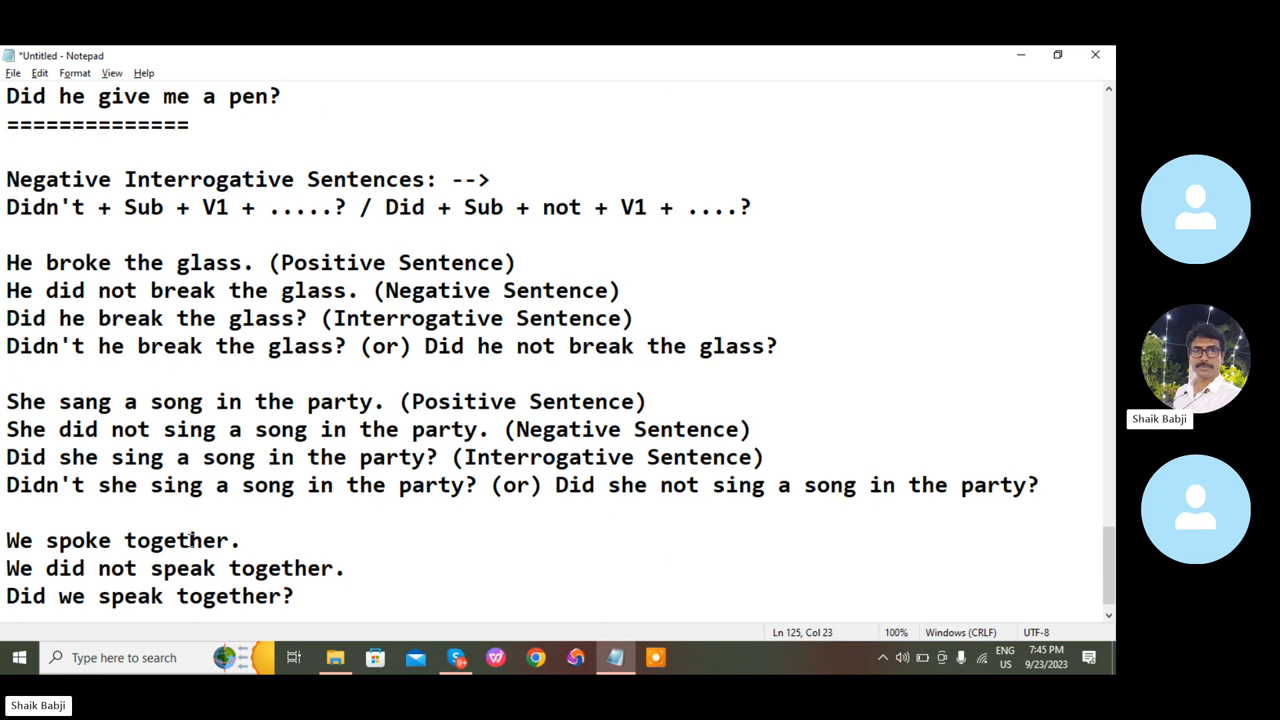 *Untitled - Notepad
File Edit Format View Help
Did he give me a pen?
==============
Negative Interrogative Sentences: -->
Didn't + Sub + V1 + .....? / Did + Sub + not + V1 + ....?
He broke the glass. (Positive Sentence)
He did not break the glass. (Negative Sentence)
Did he break the glass? (Interrogative Sentence)
Didn't he break the glass? (or) Did he not break the glass?
She sang a song in the party. (Positive Sentence)
She did not sing a song in the party. (Negative Sentence)
Did she sing a song in the party? (Interrogative Sentence)
Didn't she sing a song in the party? (or) Did she not sing a song in the party?
We spoke together.
We did not speak together.
Did we speak together?
Shaik Babji
Ln 125, Col 23 100% Windows (CRLF) UTF-8
Type here to search
ENG
US
7:45 PM
9/23/2023
Shaik Babji